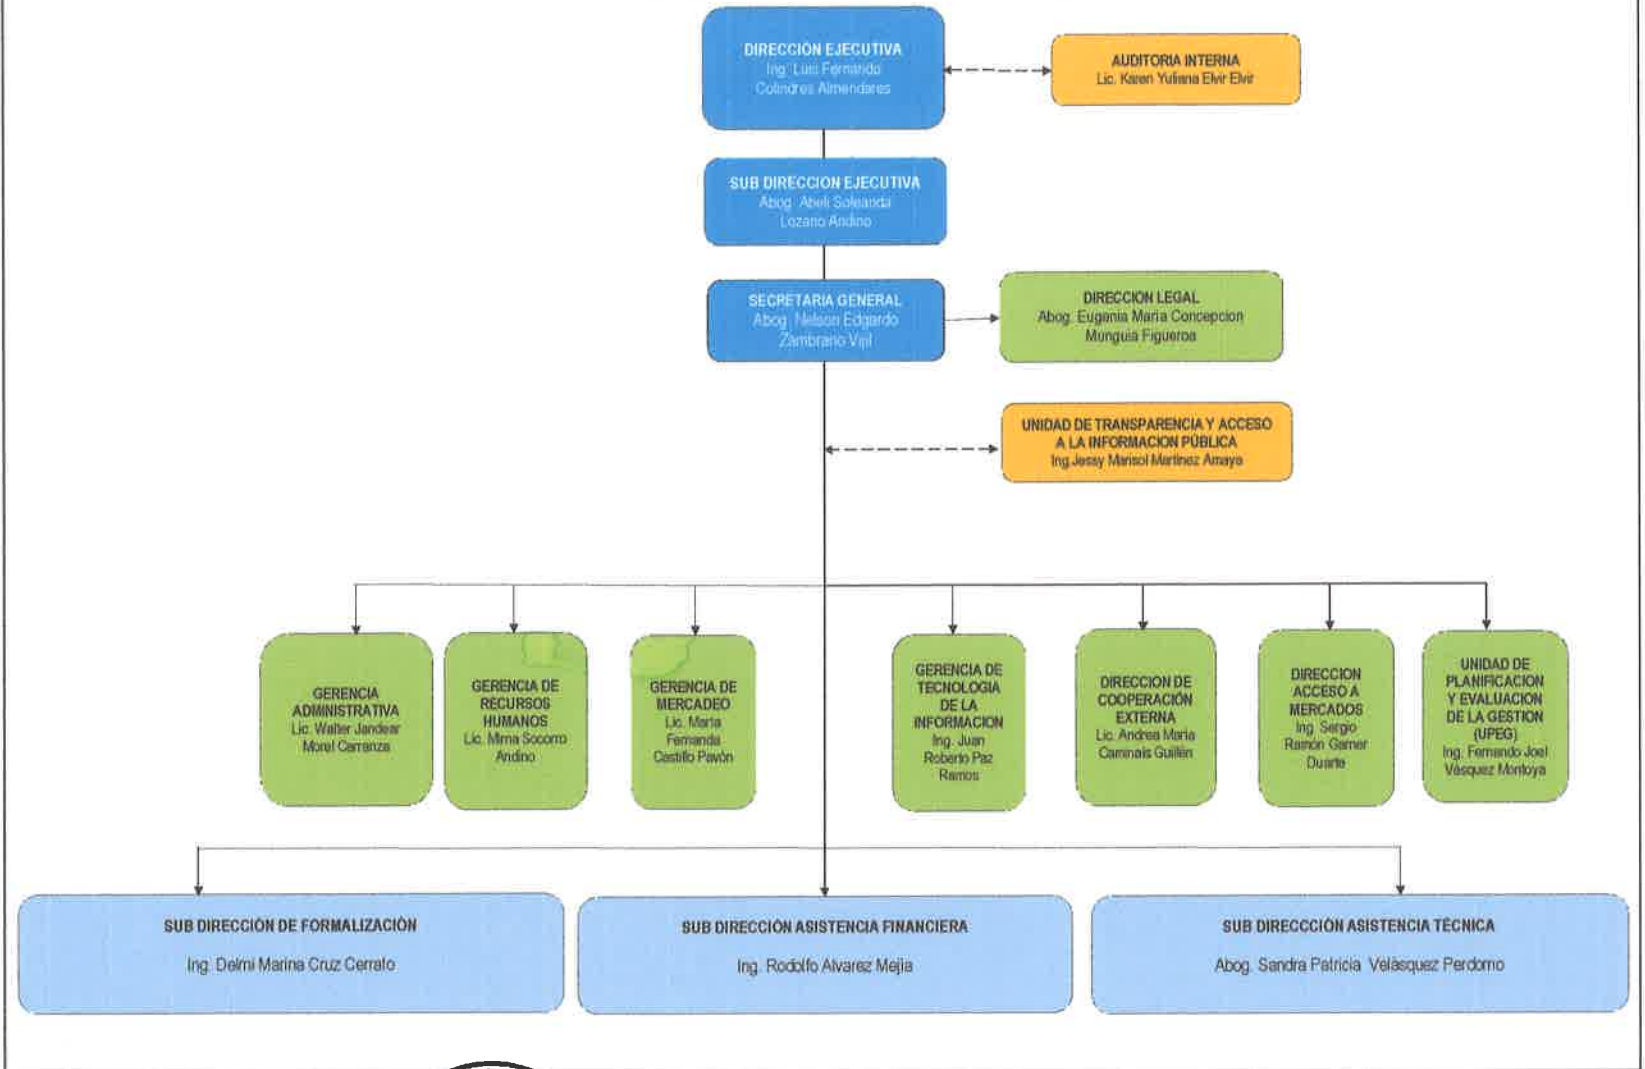 DIRECCIÓN EJECUTIVA
Ing. Luis Fernando
Colindres Almendares
AUDITORIA INTERNA
Lic. Karen Yuliana Elvir Elvir
SUB DIRECCION EJECUTIVA
Abog. Abeli Soleanda
Lozano Andino
SECRETARIA GENERAL
Abog. Nelson Edgardo
Zambrano Vijil
DIRECCION LEGAL
Abog. Eugenia María Concepcion
Munguia Figueroa
UNIDAD DE TRANSPARENCIA Y ACCESO
A LA INFORMACION PÚBLICA
Ing.Jessy Marisol Martinez Amaya
GERENCIA
ADMINISTRATIVA
Lic. Walter Jandear
Morel Carranza
GERENCIA DE
RECURSOS
HUMANOS
Lic. Mirna Socorro
Andino
GERENCIA DE
MERCADEO
Lic. María
Fernanda
Castillo Pavón
GERENCIA DE
TECNOLOGIA
DE LA
INFORMACION
Ing. Juan
Roberto Paz
Ramos
DIRECCION DE
COOPERACIÓN
EXTERNA
Lic. Andrea Maria
Caminais Guillén
DIRECCION
ACCESO A
MERCADOS
Ing. Sergio
Ramón Garner
Duarte
UNIDAD DE
PLANIFICACION
Y EVALUACION
DE LA GESTION
(UPEG)
Ing. Fernando Joel
Vásquez Montoya
SUB DIRECCIÓN DE FORMALIZACIÓN
Ing. Delmi Marina Cruz Cerrato
SUB DIRECCIÓN ASISTENCIA FINANCIERA
Ing. Rodolfo Alvarez Mejia
SUB DIRECCCIÓN ASISTENCIA TÉCNICA
Abog. Sandra Patricia Velásquez Perdomo